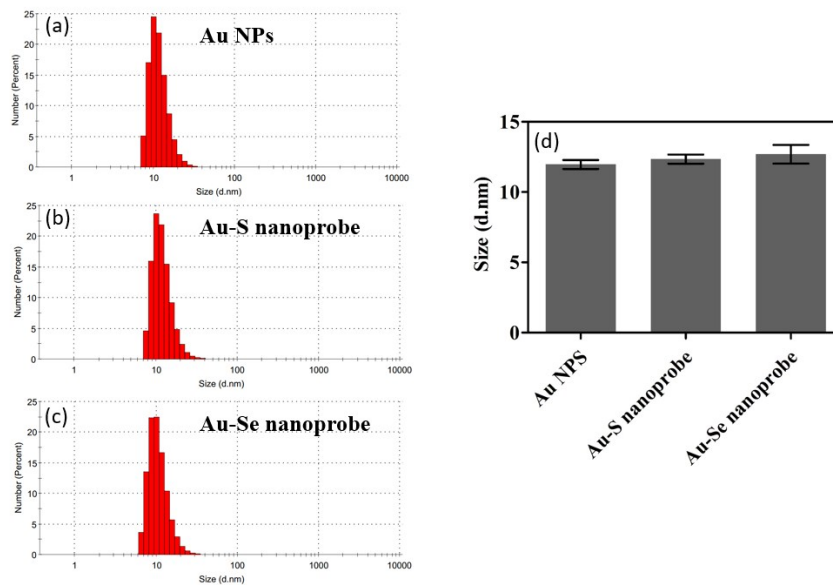 (a)
Au NPs
Number (Percent)
25
20
15
10
5
0
1 10 100 1000 10000
Size (d.nm)
(b)
Au-S nanoprobe
Number (Percent)
25
20
15
10
5
0
1 10 100 1000 10000
Size (d.nm)
(c)
Au-Se nanoprobe
Number (Percent)
25
20
15
10
5
0
1 10 100 1000 10000
Size (d.nm)
(d)
Size (d.nm)
15
10
5
0
Au NPS
Au-S nanoprobe
Au-Se nanoprobe